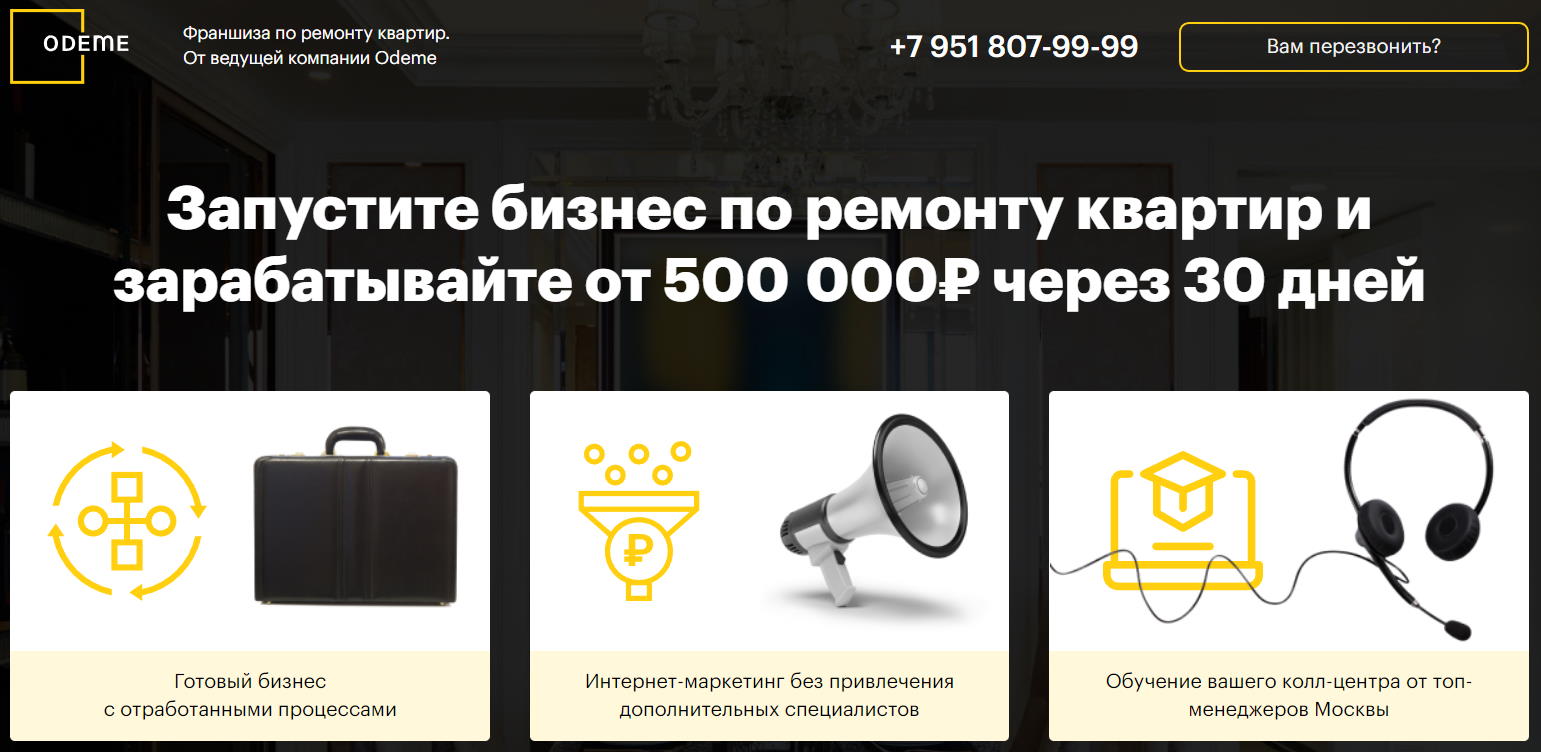 ODEME
Франшиза по ремонту квартир.
От ведущей компании Odeme
+7 951 807-99-99
Вам перезвонить?
Запустите бизнес по ремонту квартир и
зарабатывайте от 500 000₽ через 30 дней
₽
Готовый бизнес
с отработанными процессами
Интернет-маркетинг без привлечения
дополнительных специалистов
Обучение вашего колл-центра от топ-
менеджеров Москвы